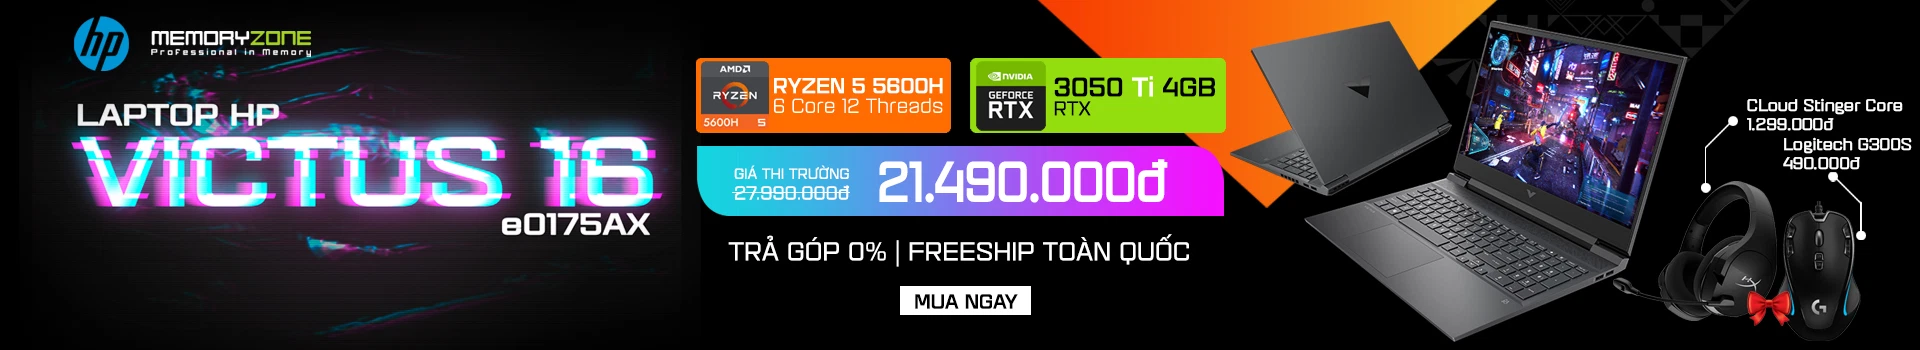 hp
MEMORYZONE
Professional in Memory
LAPTOP HP
VICTUS 16
e0175AX
AMD
RYZEN
5600H 5
RYZEN 5 5600H
6 Core 12 Threads
NVIDIA
GEFORCE
RTX
3050 Ti 4GB
RTX
GIÁ THI TRƯỜNG
27.990.000đ
21.490.000đ
TRẢ GÓP 0% | FREESHIP TOÀN QUỐC
MUA NGAY
CLoud Stinger Core
1.299.000đ
Logitech G300S
490.000đ
HX
G